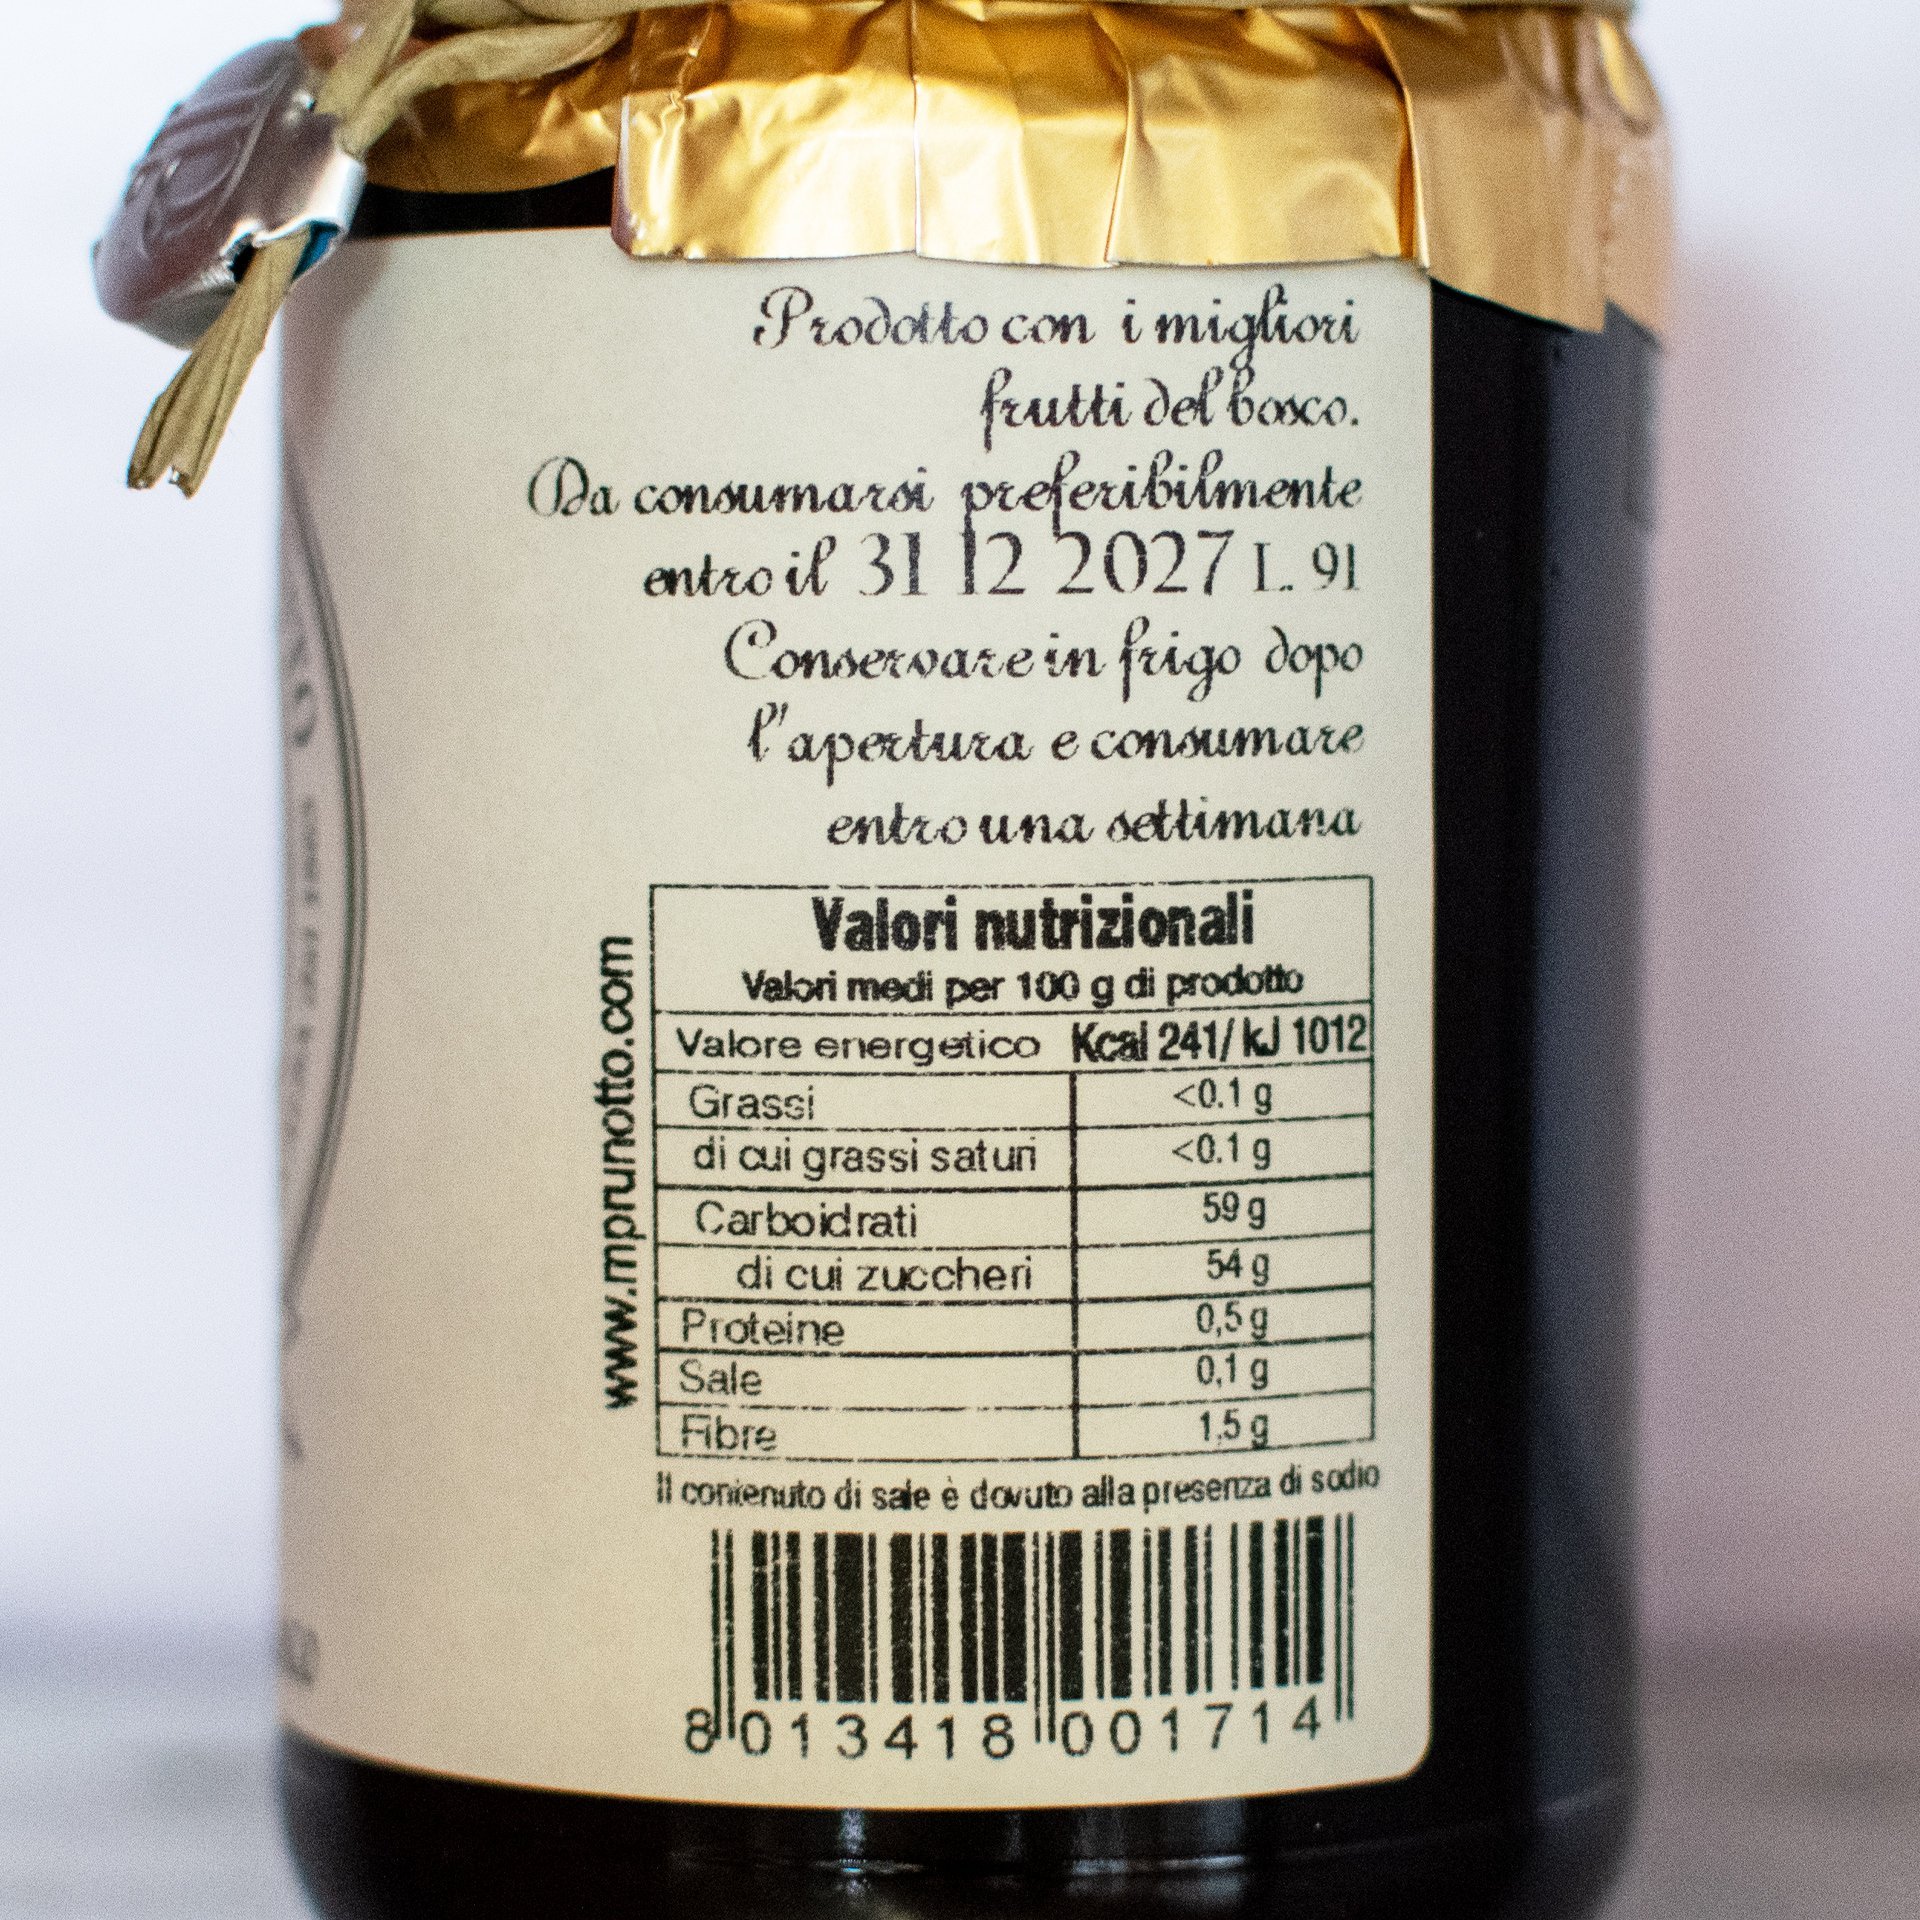 Prodotto con i migliori
frutti del bosco.
Da consumarsi preferibilmente
entro il 31 12 2027 L. 91
Conservare in frigo dopo
l'apertura e consumare
entro una settimana
www.mprunotto.com
Valori nutrizionali
Valori medi per 100 g di prodotto
Valore energetico Kcal 241/ kJ 1012
Grassi <0.1 g
di cui grassi saturi <0.1 g
Carboidrati 59 g
di cui zuccheri 54 g
Proteine 0,5 g
Sale 0,1 g
Fibre 1,5 g
Il contenuto di sale è dovuto alla presenza di sodio
8 013418 001714